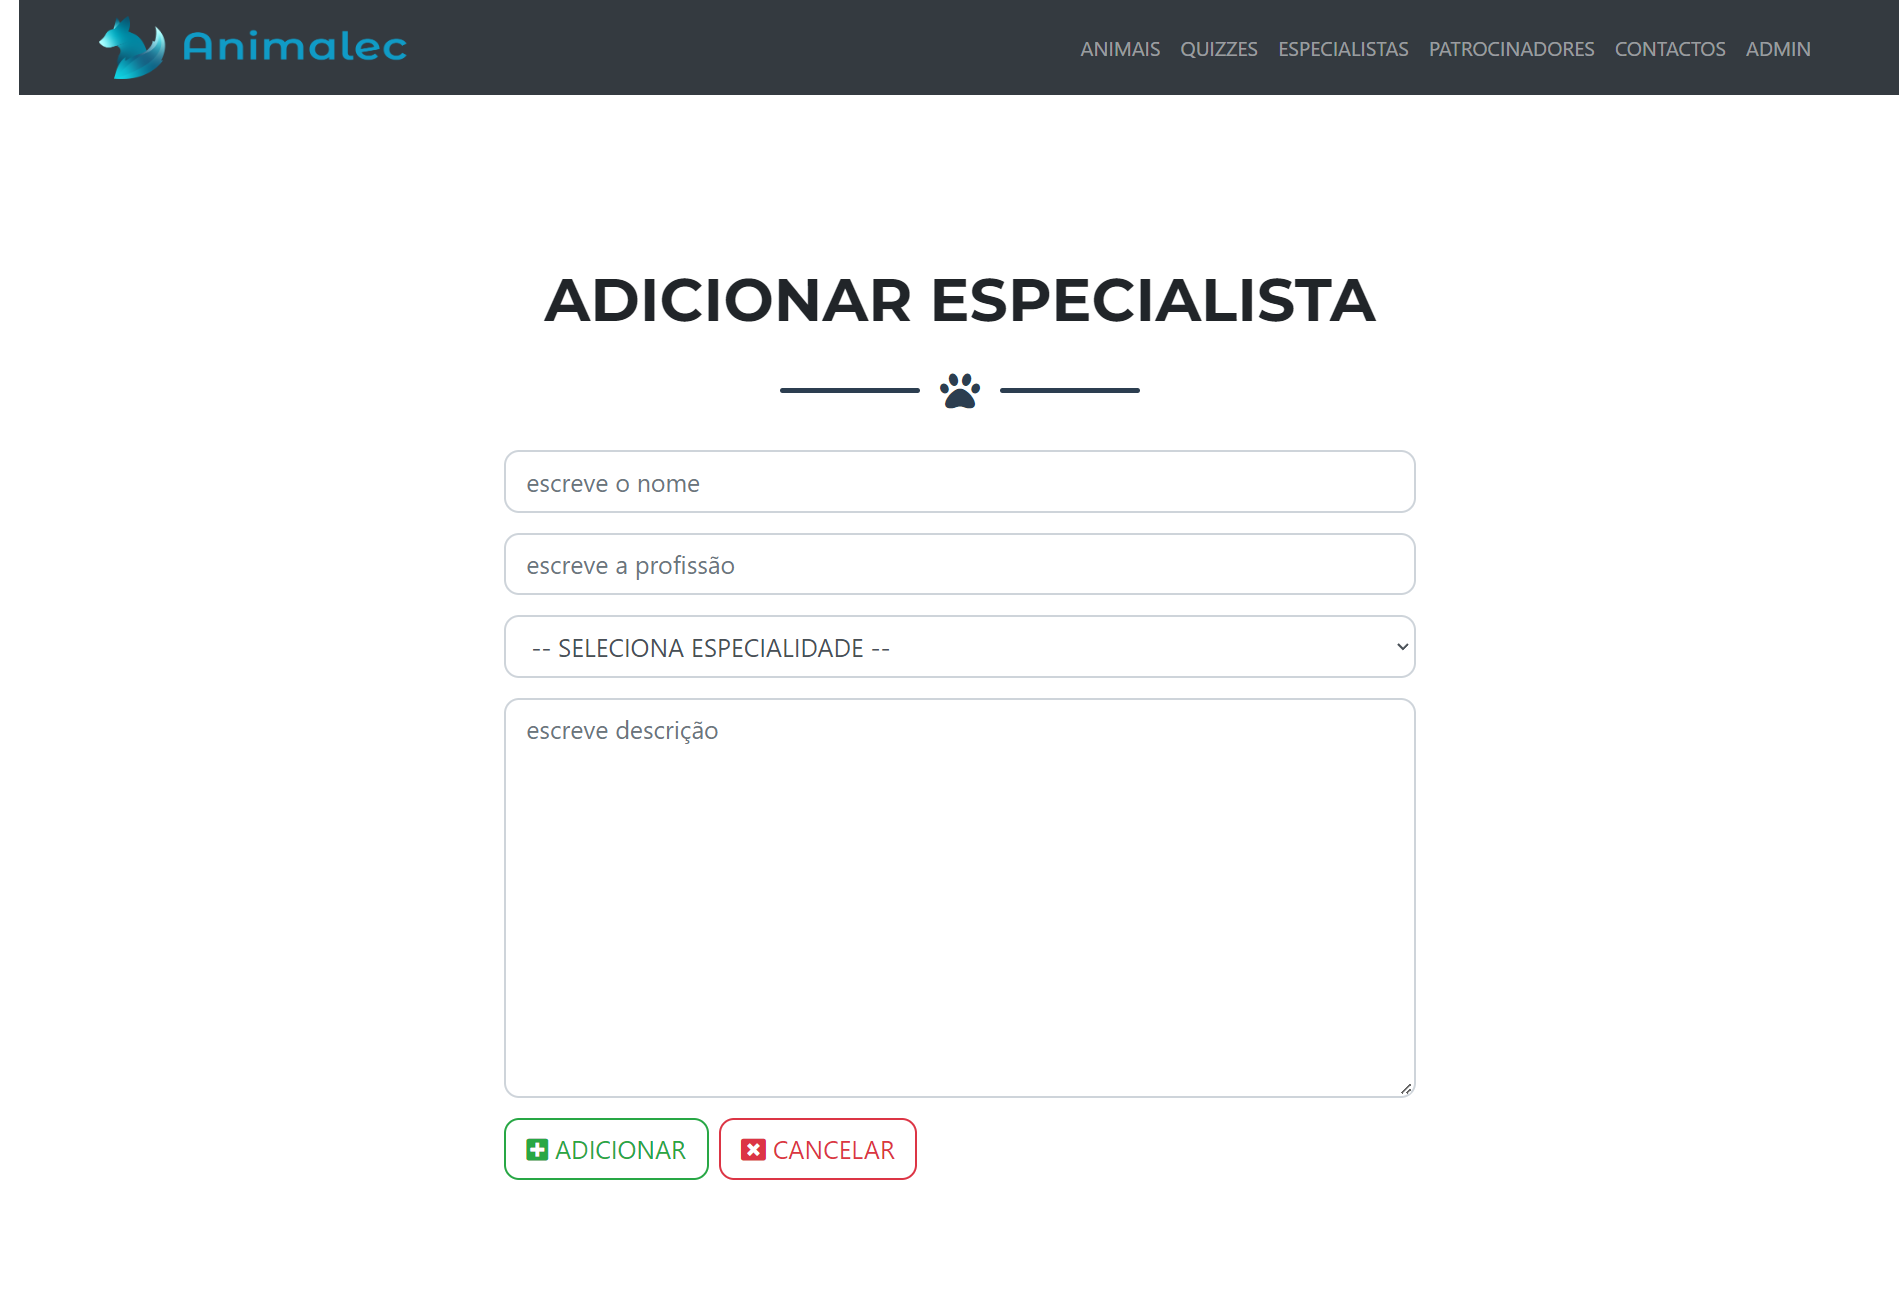 Animalec
ANIMAIS QUIZZES ESPECIALISTAS PATROCINADORES CONTACTOS ADMIN
ADICIONAR ESPECIALISTA
escreve o nome
escreve a profissão
-- SELECIONA ESPECIALIDADE --
escreve descrição
ADICIONAR CANCELAR